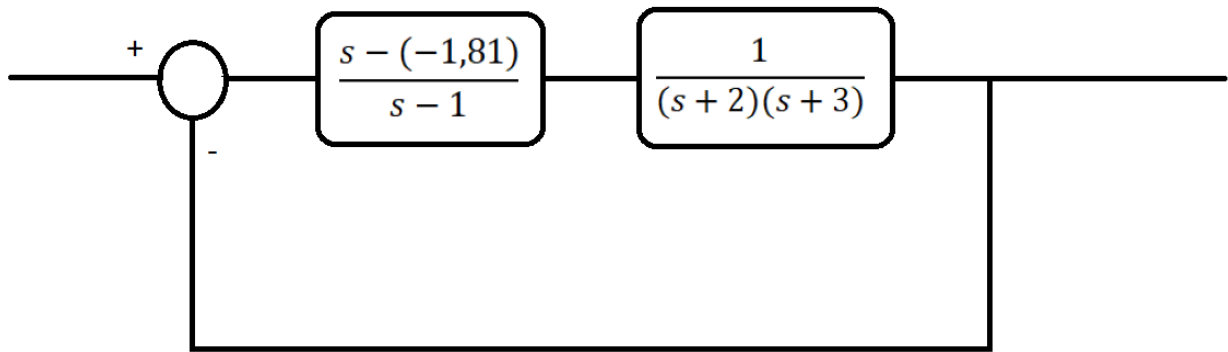 +
s − (−1,81)
s − 1
1
(s + 2)(s + 3)
-